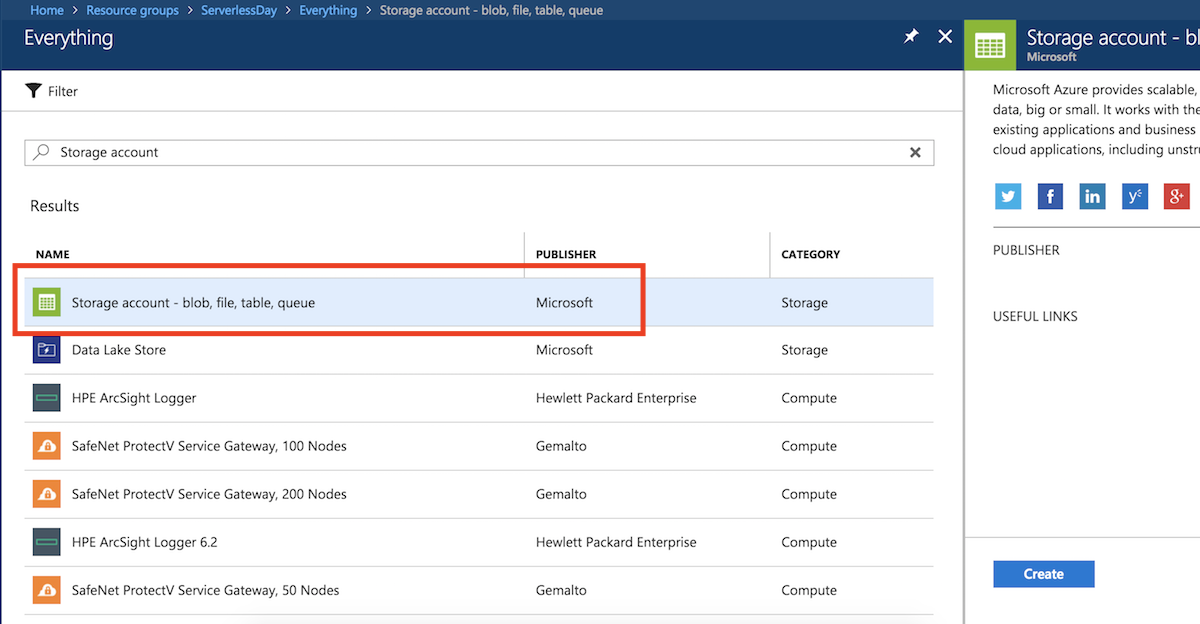 Home > Resource groups > ServerlessDay > Everything > Storage account - blob, file, table, queue
Everything
Filter
Storage account
Results
NAME PUBLISHER CATEGORY
Storage account - blob, file, table, queue Microsoft Storage
Data Lake Store Microsoft Storage
HPE ArcSight Logger Hewlett Packard Enterprise Compute
SafeNet ProtectV Service Gateway, 100 Nodes Gemalto Compute
SafeNet ProtectV Service Gateway, 200 Nodes Gemalto Compute
HPE ArcSight Logger 6.2 Hewlett Packard Enterprise Compute
SafeNet ProtectV Service Gateway, 50 Nodes Gemalto Compute
Storage account - bl
Microsoft
Microsoft Azure provides scalable,
data, big or small. It works with the
existing applications and business
cloud applications, including unstru
PUBLISHER
USEFUL LINKS
Create